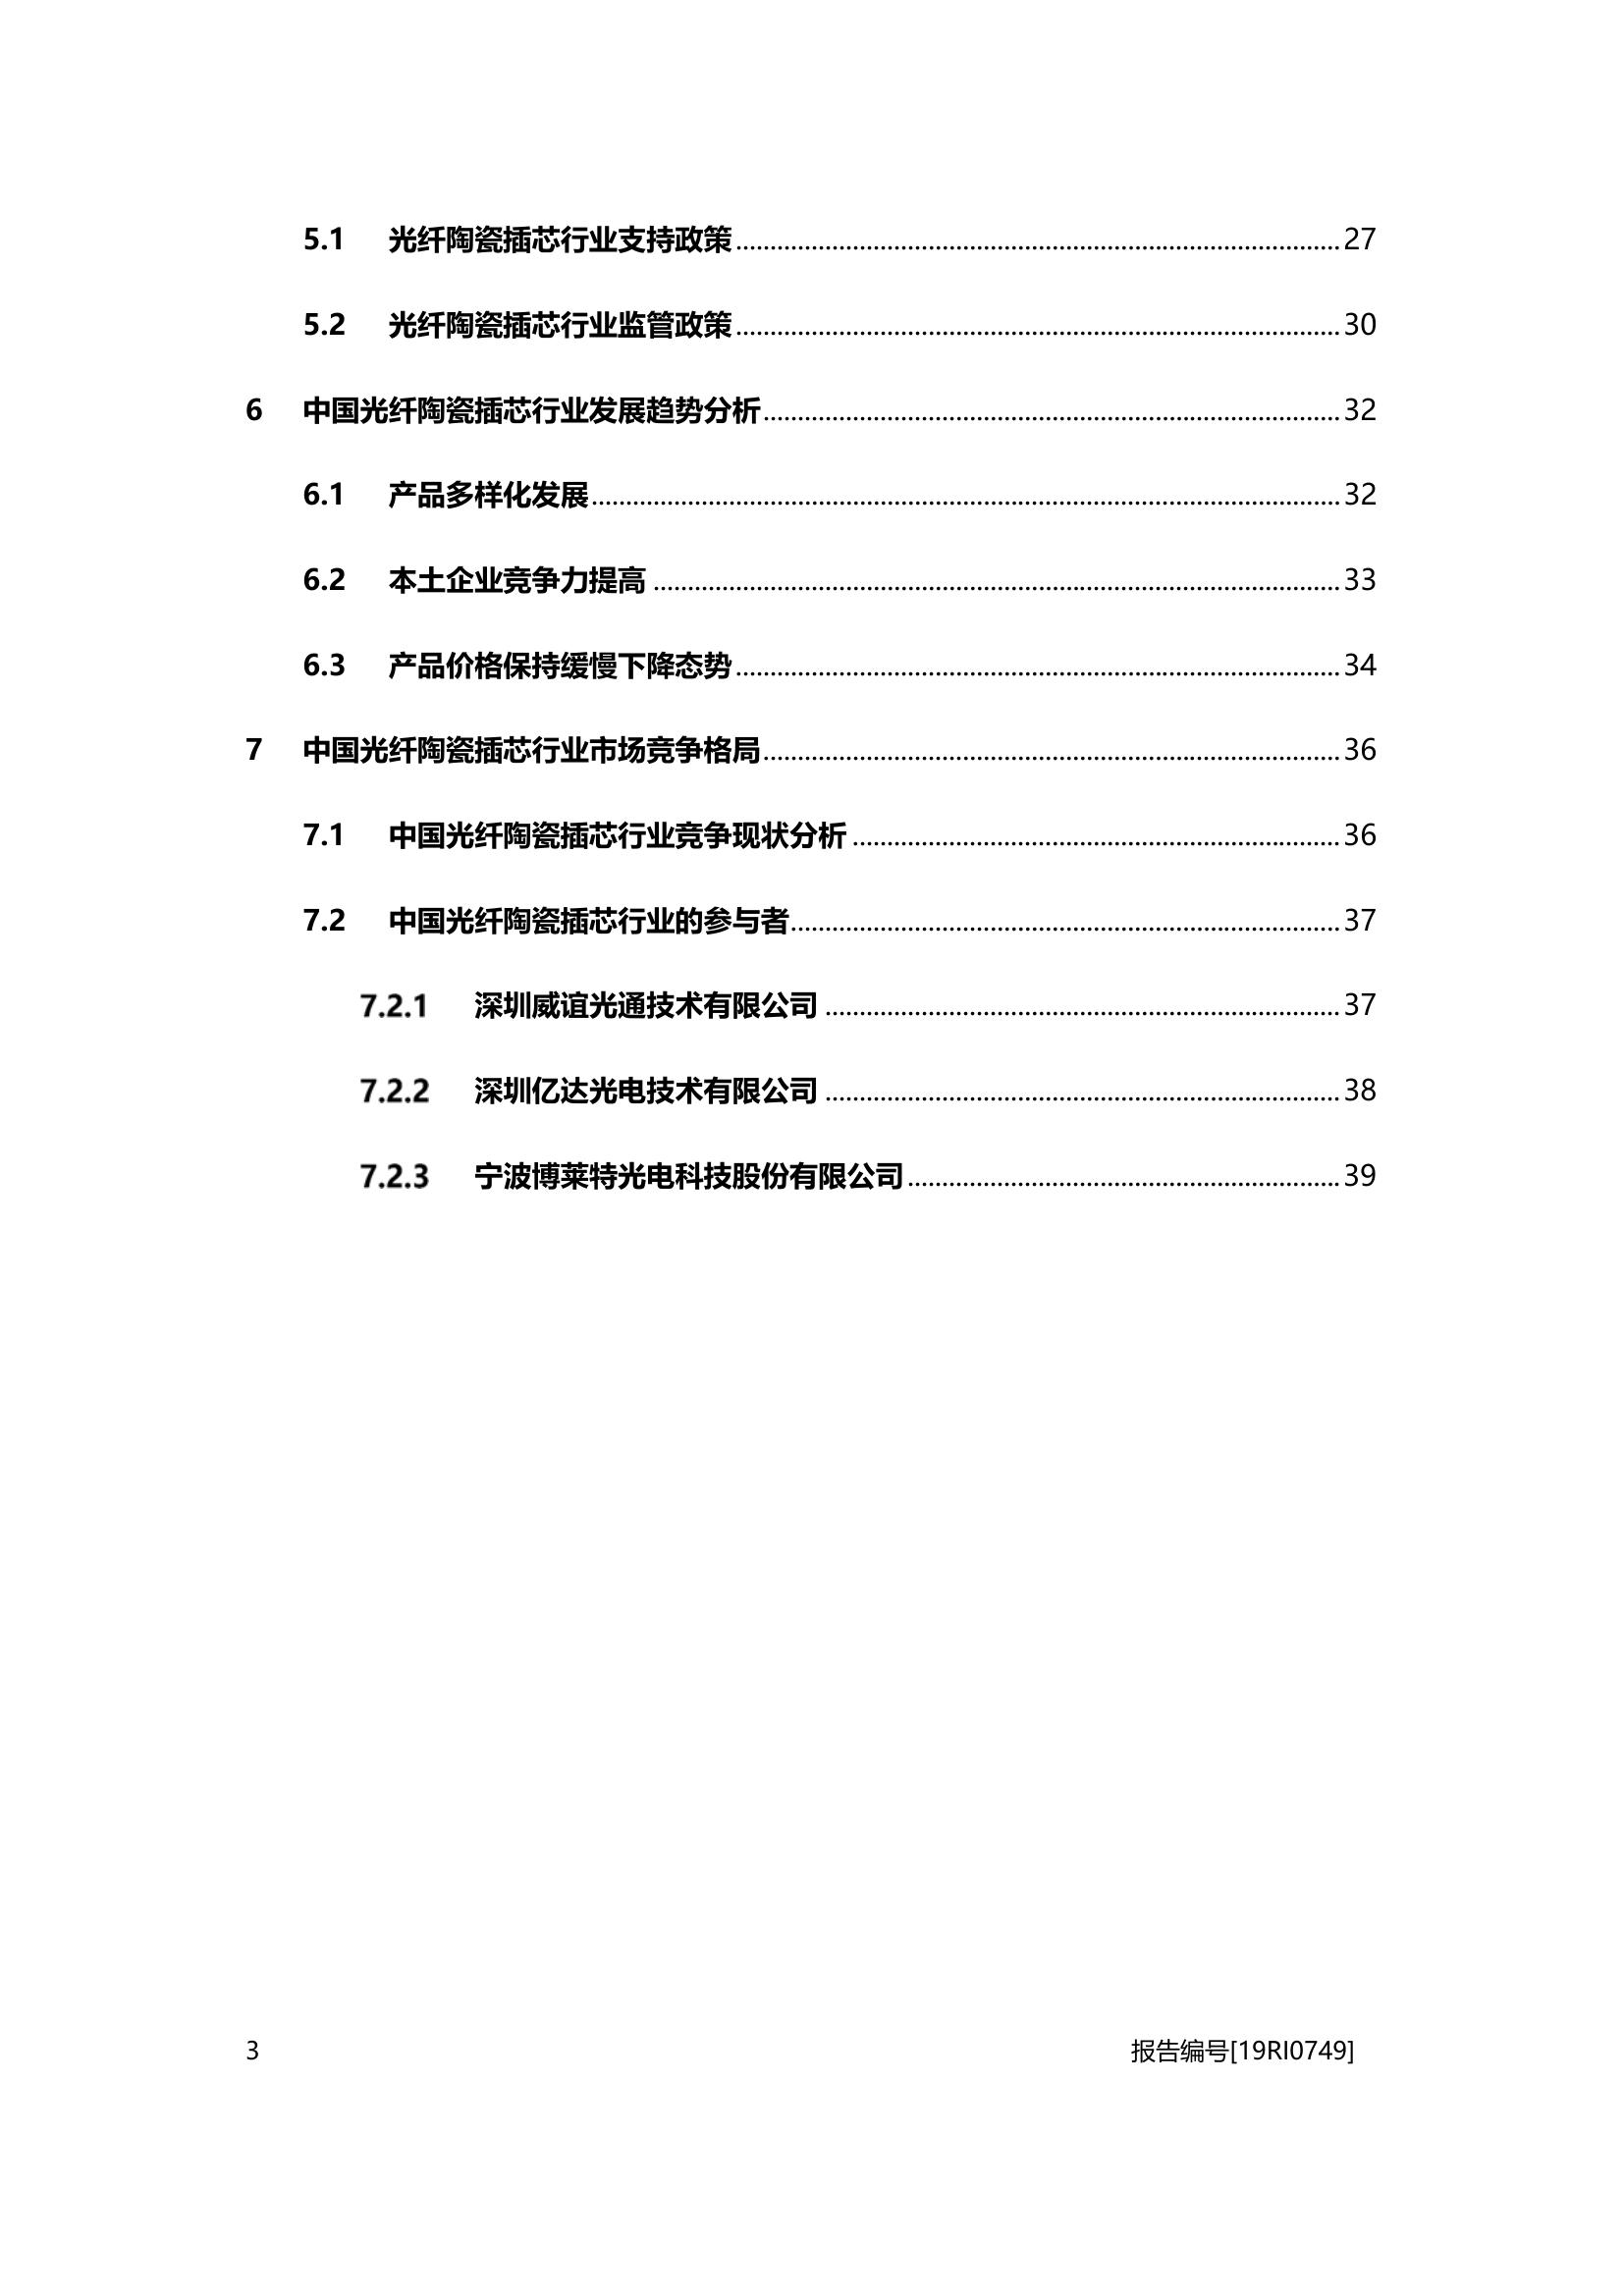 5.1 光纤陶瓷插芯行业支持政策 27
5.2 光纤陶瓷插芯行业监管政策 30
6 中国光纤陶瓷插芯行业发展趋势分析 32
6.1 产品多样化发展 32
6.2 本土企业竞争力提高 33
6.3 产品价格保持缓慢下降态势 34
7 中国光纤陶瓷插芯行业市场竞争格局 36
7.1 中国光纤陶瓷插芯行业竞争现状分析 36
7.2 中国光纤陶瓷插芯行业的参与者 37
7.2.1 深圳威谊光通技术有限公司 37
7.2.2 深圳亿达光电技术有限公司 38
7.2.3 宁波博莱特光电科技股份有限公司 39
3 报告编号[19RI0749]